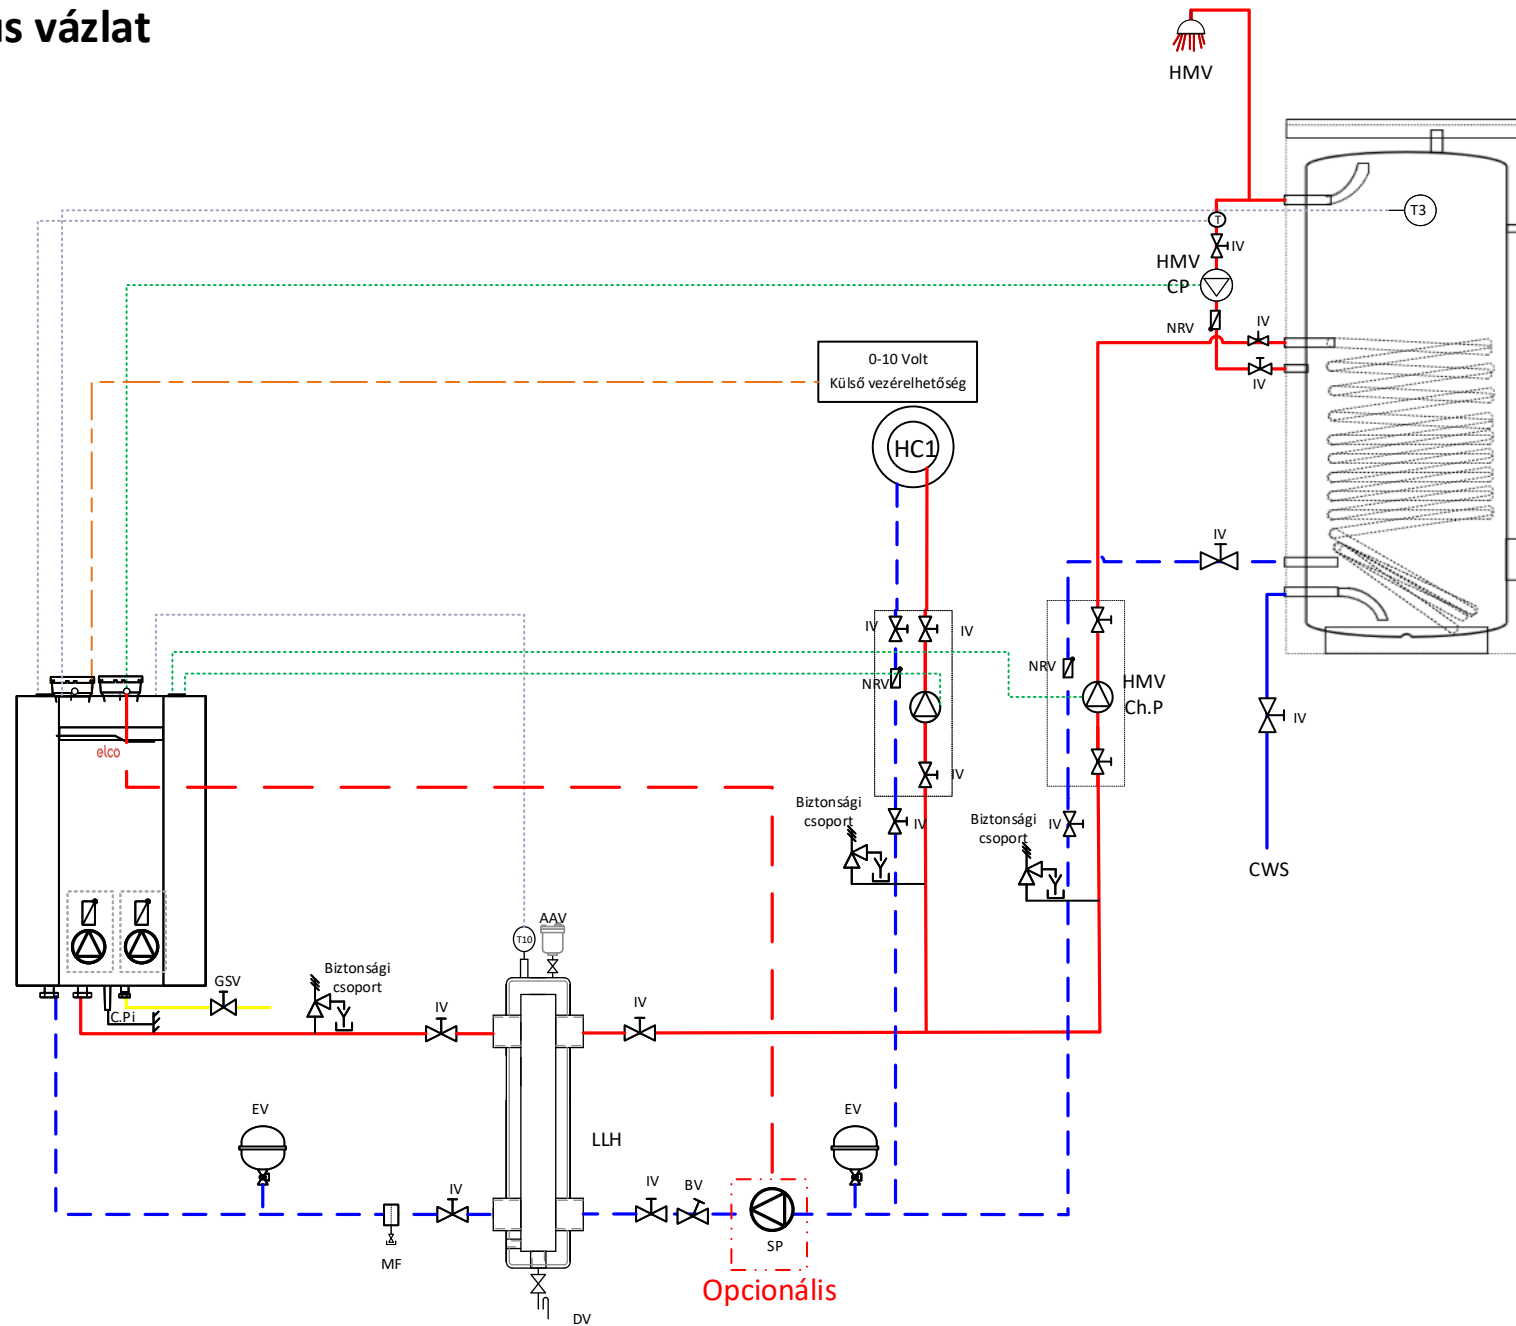 us vázlat
HMV
T3
T
IV
HMV
CP
NRV
IV
IV
0-10 Volt
Külső vezérelhetőség
HC1
IV
IV
IV
NRV
NRV
HMV
Ch.P
IV
elco
IV
Biztonsági
csoport
IV
Biztonsági
csoport
IV
CWS
AAV
T10
Biztonsági
csoport
GSV
C.Pi
IV
IV
EV
EV
LLH
IV
IV
BV
SP
MF
Opcionális
DV